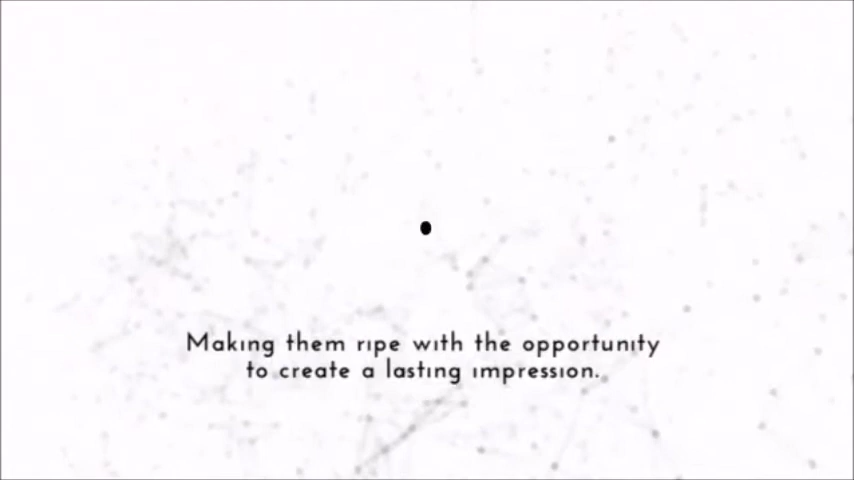 Making them ripe with the opportunity
to create a lasting impression.